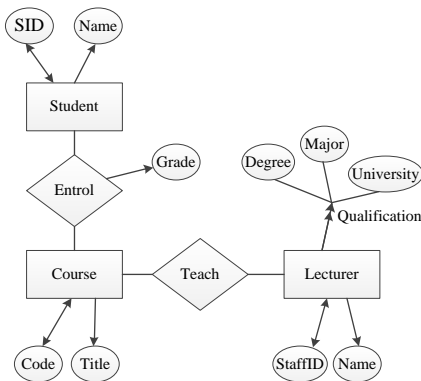 SID
Name
Student
Grade
Entrol
Major
Degree
University
Qualification
Course
Teach
Lecturer
Code
Title
StaffID
Name